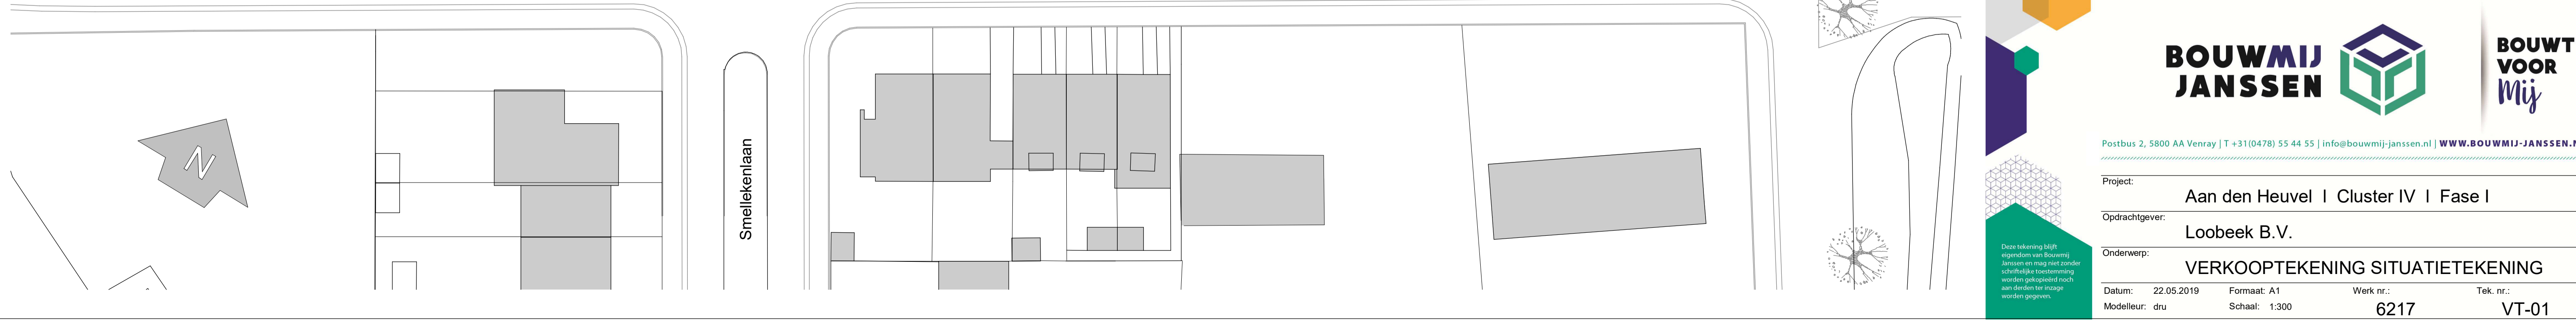 N
Smellekenlaan
BOUWMIJ
JANSSEN
BOUWT
VOOR
Mij
Postbus 2, 5800 AA Venray | T +31(0478) 55 44 55 | info@bouwmij-janssen.nl | WWW.BOUWMIJ-JANSSEN.N
Project:
Aan den Heuvel I Cluster IV I Fase I
Opdrachtgever:
Loobeek B.V.
Onderwerp:
VERKOOPTEKENING SITUATIETEKENING
Datum: 22.05.2019 Formaat: A1 Werk nr.: Tek. nr.:
Modelleur: dru Schaal: 1:300 6217 VT-01
Deze tekening blijft
eigendom van Bouwmij
Janssen en mag niet zonder
schriftelijke toestemming
worden gekopieërd noch
aan derden ter inzage
worden gegeven.